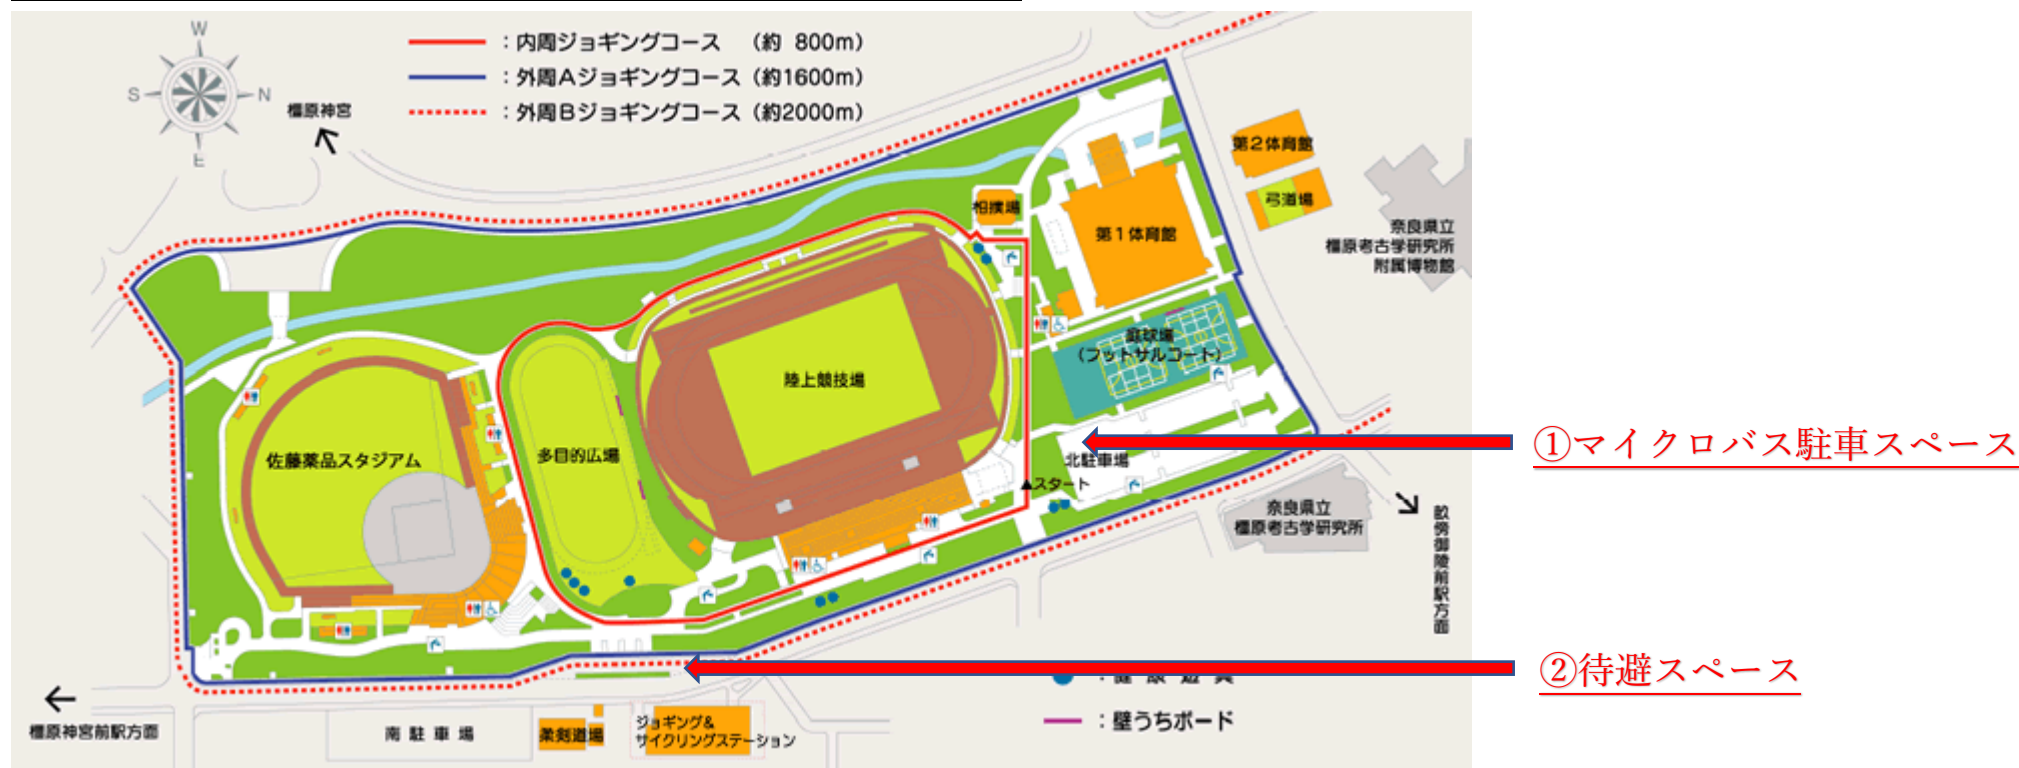 W
S
N
E
橿原神宮
：内周ジョギングコース （約 800m）
：外周Aジョギングコース（約1600m）
：外周Bジョギングコース（約2000m）
第2体育館
弓道場
奈良県立
橿原考古学研究所
附属博物館
相撲場
第1体育館
庭球場
（フットサルコート）
陸上競技場
多目的広場
佐藤薬品スタジアム
北駐車場
▲スタート
①マイクロバス駐車スペース
奈良県立
橿原考古学研究所
畝傍御陵前駅方面
②待避スペース
：健康遊具
：壁うちボード
橿原神宮前駅方面
南駐車場
柔剣道場
ジョギング&
サイクリングステーション